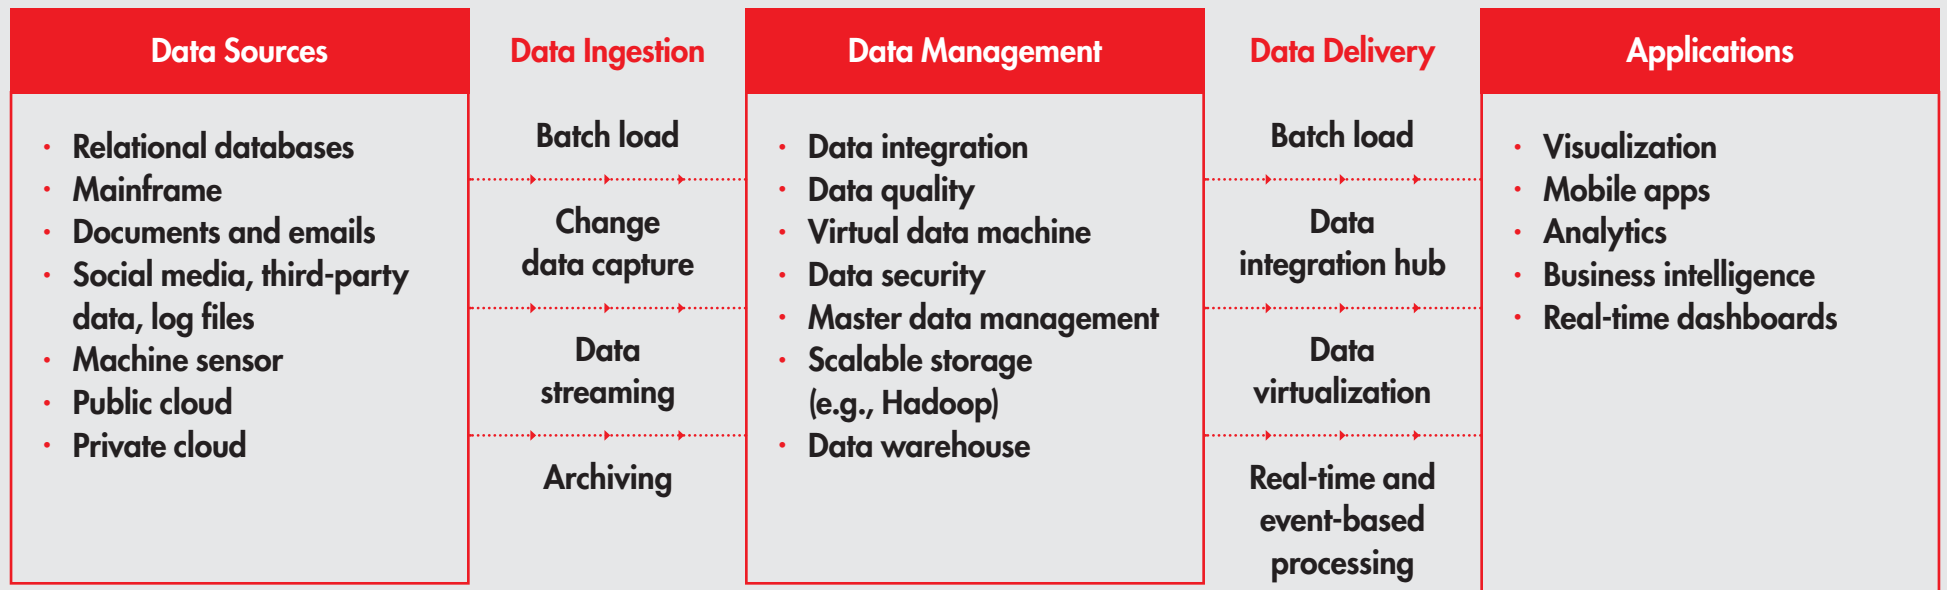 Data Sources
Relational databases
Mainframe
Documents and emails
Social media, third-party
data, log files
Machine sensor
Public cloud
Private cloud
Data Ingestion
Batch load
Change
data capture
Data
streaming
Archiving
Data Management
Data integration
Data quality
Virtual data machine
Data security
Master data management
Scalable storage
(e.g., Hadoop)
Data warehouse
Data Delivery
Batch load
Data
integration hub
Data
virtualization
Real-time and
event-based
processing
Applications
Visualization
Mobile apps
Analytics
Business intelligence
Real-time dashboards